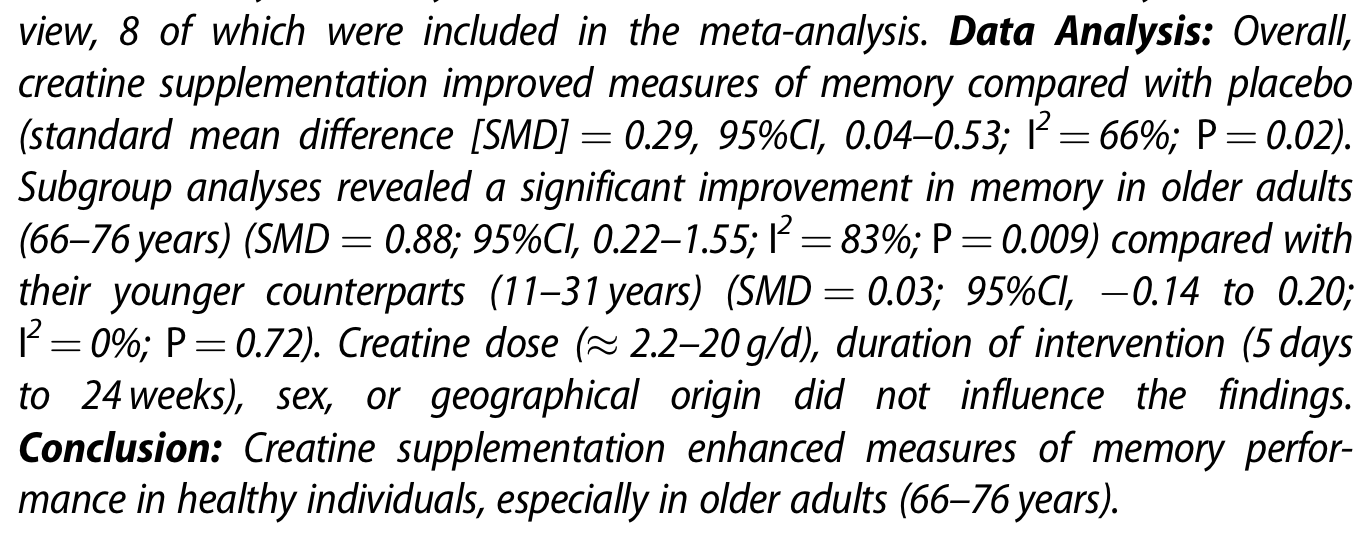 view, 8 of which were included in the meta-analysis. Data Analysis: Overall,
creatine supplementation improved measures of memory compared with placebo
(standard mean difference [SMD] = 0.29, 95%CI, 0.04–0.53; I² = 66%; P = 0.02).
Subgroup analyses revealed a significant improvement in memory in older adults
(66–76 years) (SMD = 0.88; 95%CI, 0.22–1.55; I² = 83%; P = 0.009) compared with
their younger counterparts (11–31 years) (SMD = 0.03; 95%CI, −0.14 to 0.20;
I² = 0%; P = 0.72). Creatine dose (≈ 2.2–20 g/d), duration of intervention (5 days
to 24 weeks), sex, or geographical origin did not influence the findings.
Conclusion: Creatine supplementation enhanced measures of memory perfor-
mance in healthy individuals, especially in older adults (66–76 years).